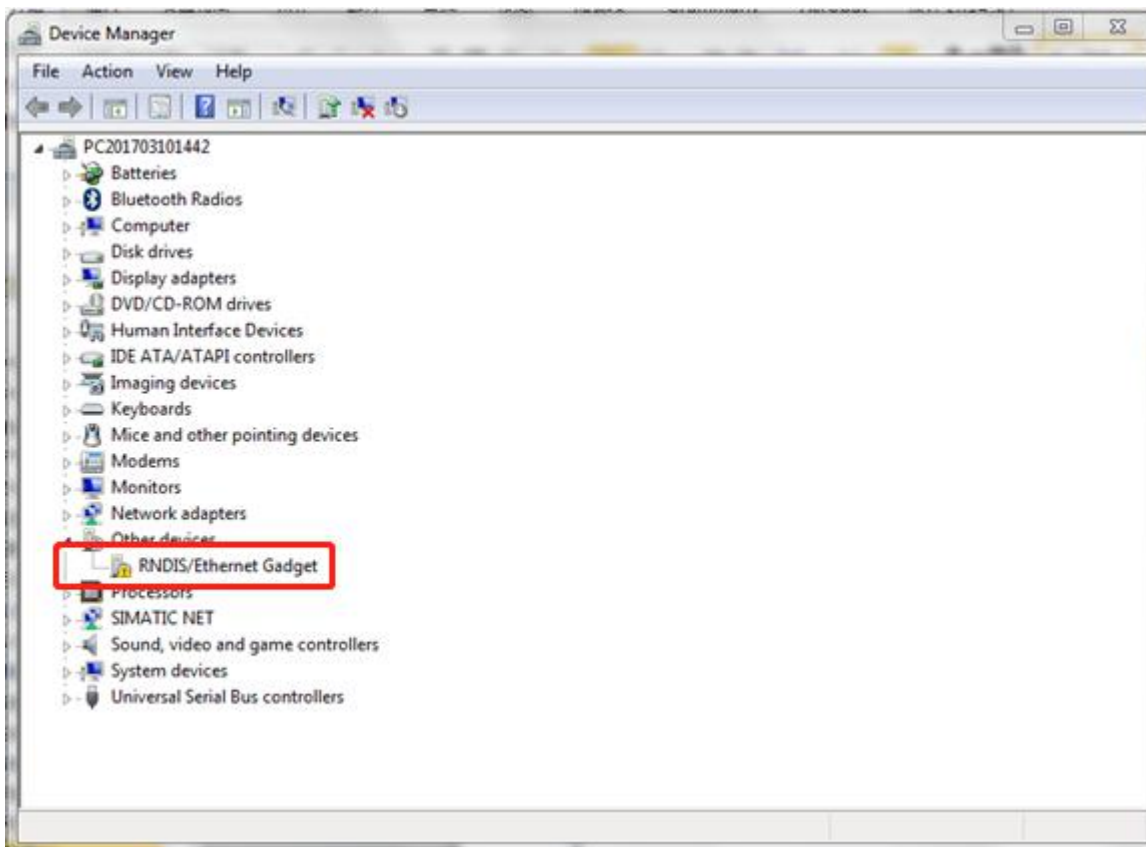 Device Manager
File Action View Help
PC201703101442
Batteries
Bluetooth Radios
Computer
Disk drives
Display adapters
DVD/CD-ROM drives
Human Interface Devices
IDE ATA/ATAPI controllers
Imaging devices
Keyboards
Mice and other pointing devices
Modems
Monitors
Network adapters
Other devices
RNDIS/Ethernet Gadget
Processors
SIMATIC NET
Sound, video and game controllers
System devices
Universal Serial Bus controllers